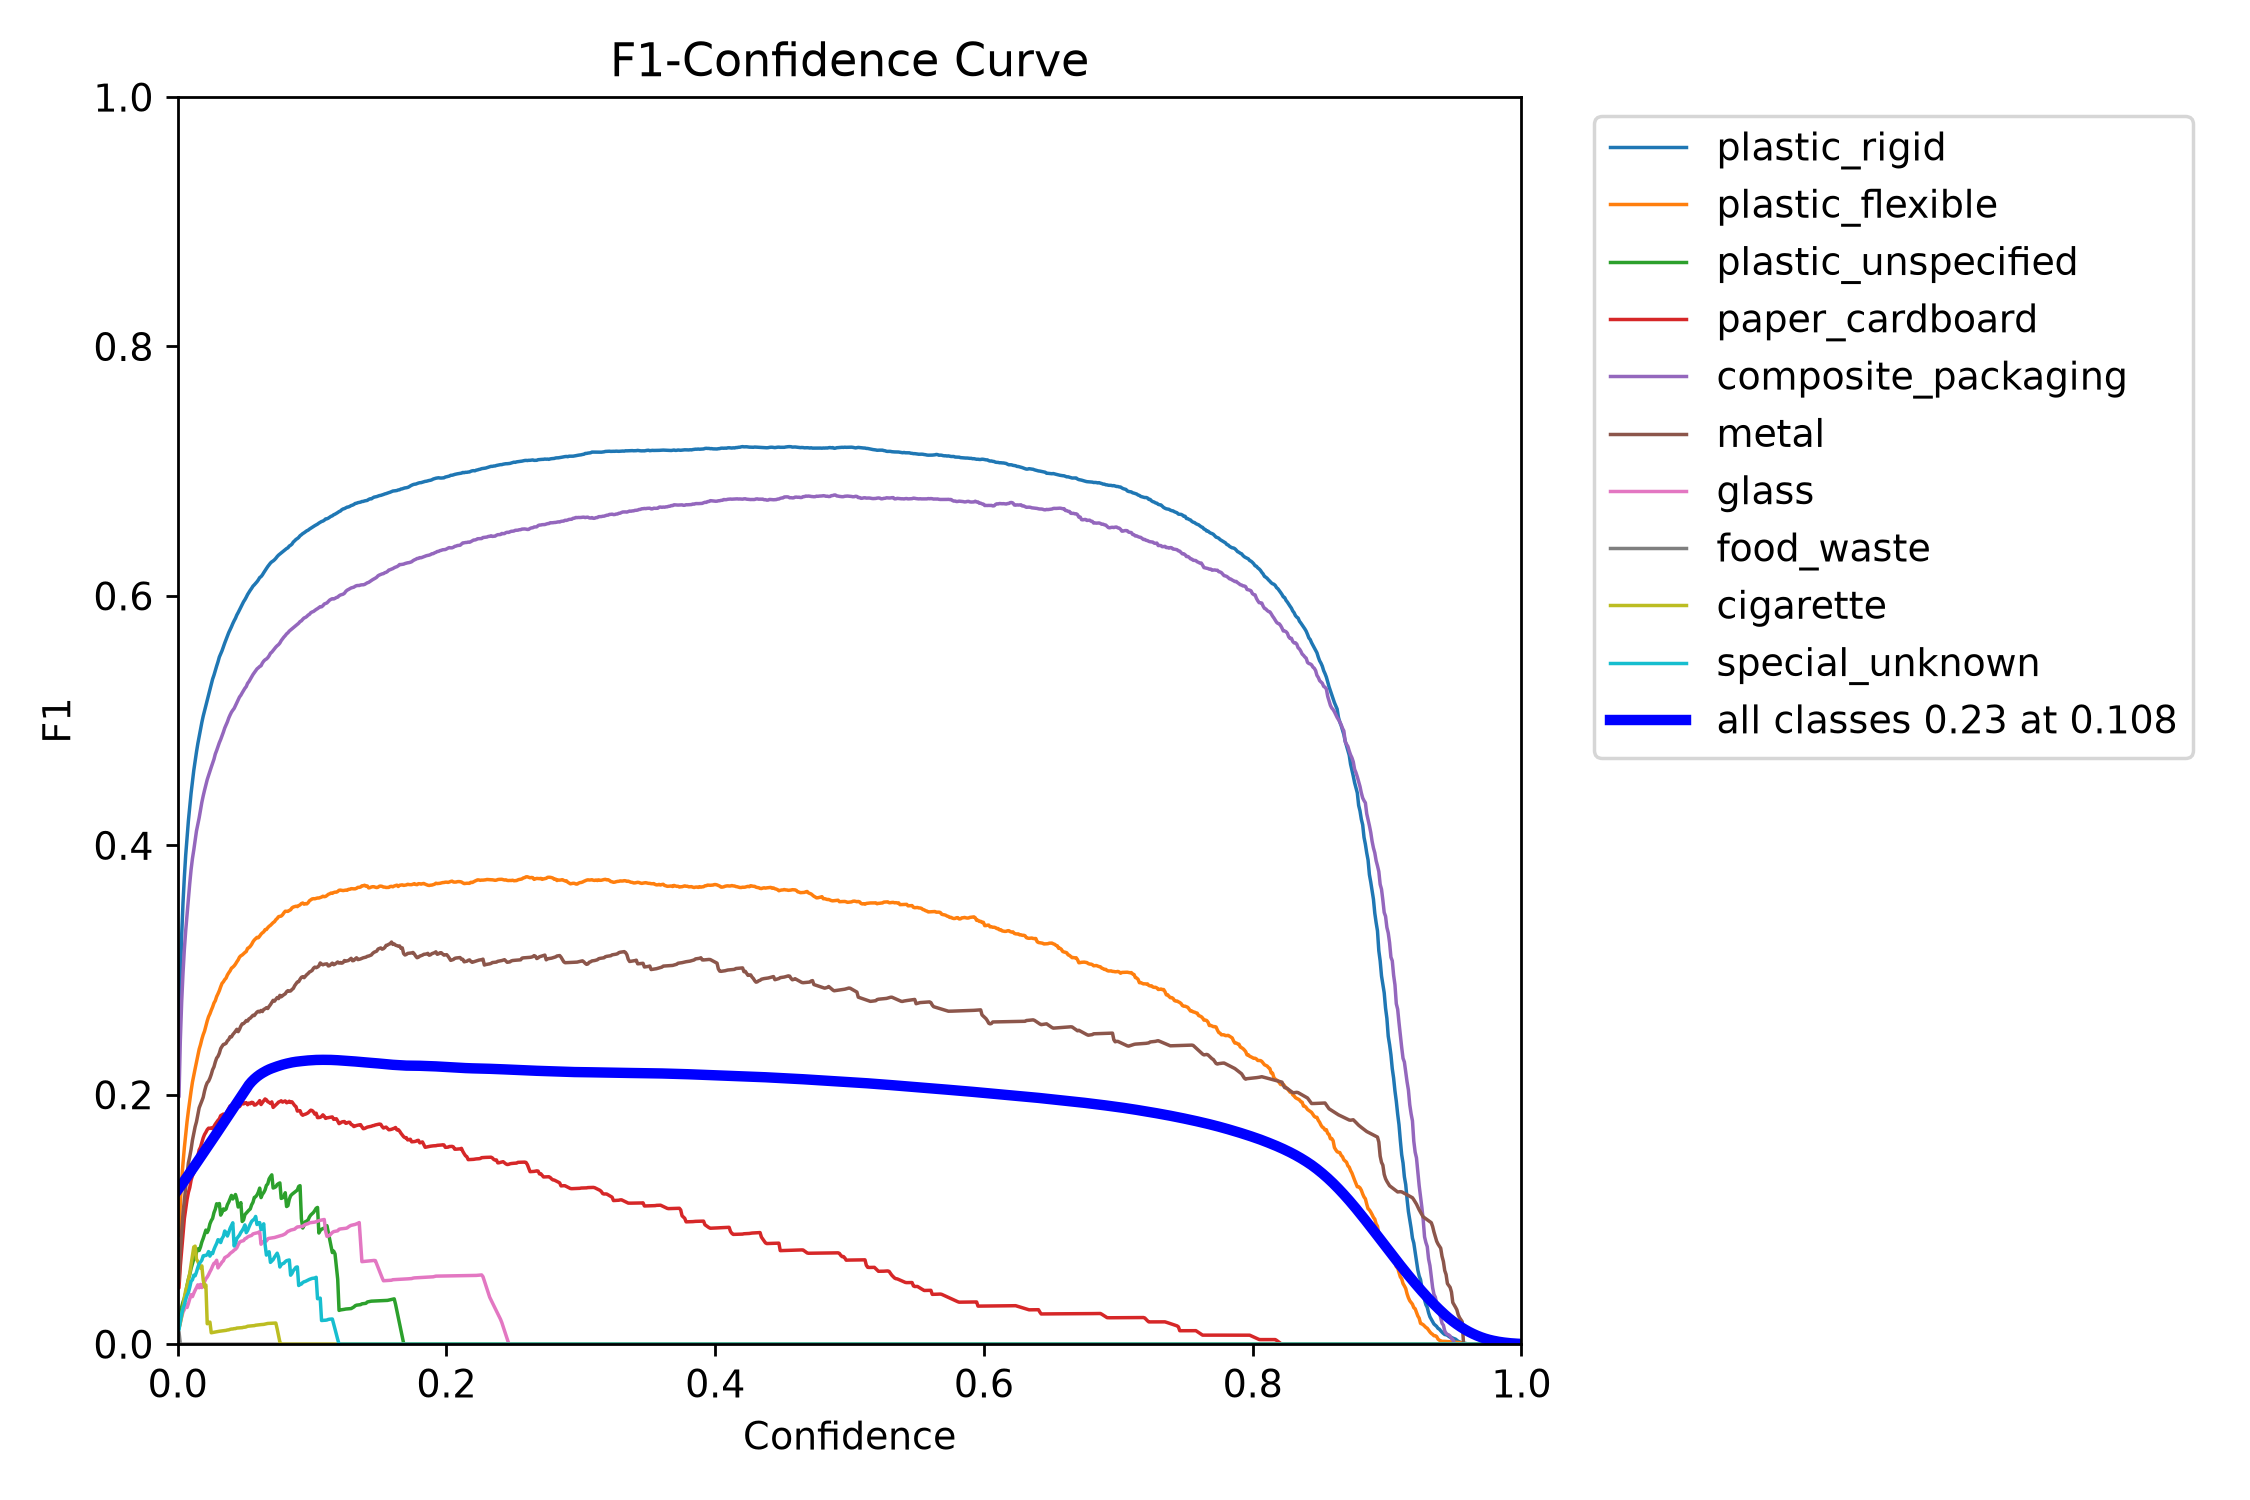 F1-Confidence Curve
1.0
0.8
0.6
0.4
0.2
0.0
F1
0.0 0.2 0.4 0.6 0.8 1.0
Confidence
plastic_rigid
plastic_flexible
plastic_unspecified
paper_cardboard
composite_packaging
metal
glass
food_waste
cigarette
special_unknown
all classes 0.23 at 0.108